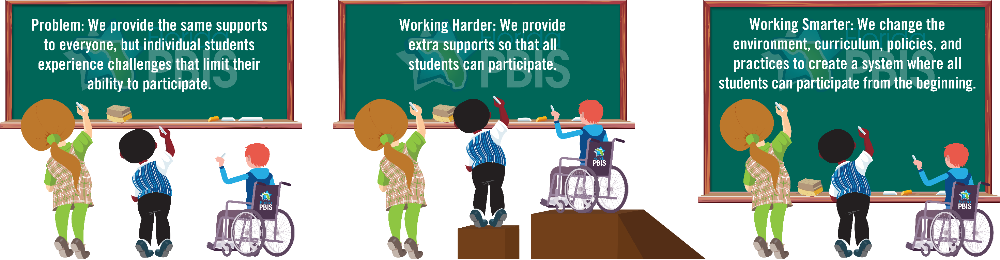 Problem: We provide the same supports
to everyone, but individual students
experience challenges that limit their
ability to participate.
Florida
PBIS
Florida
PBIS
Working Harder: We provide
extra supports so that all
students can participate.
Florida
PBIS
Florida
PBIS
Working Smarter: We change the
environment, curriculum, policies, and
practices to create a system where all
students can participate from the beginning.
Florida
PBIS
Florida
PBIS